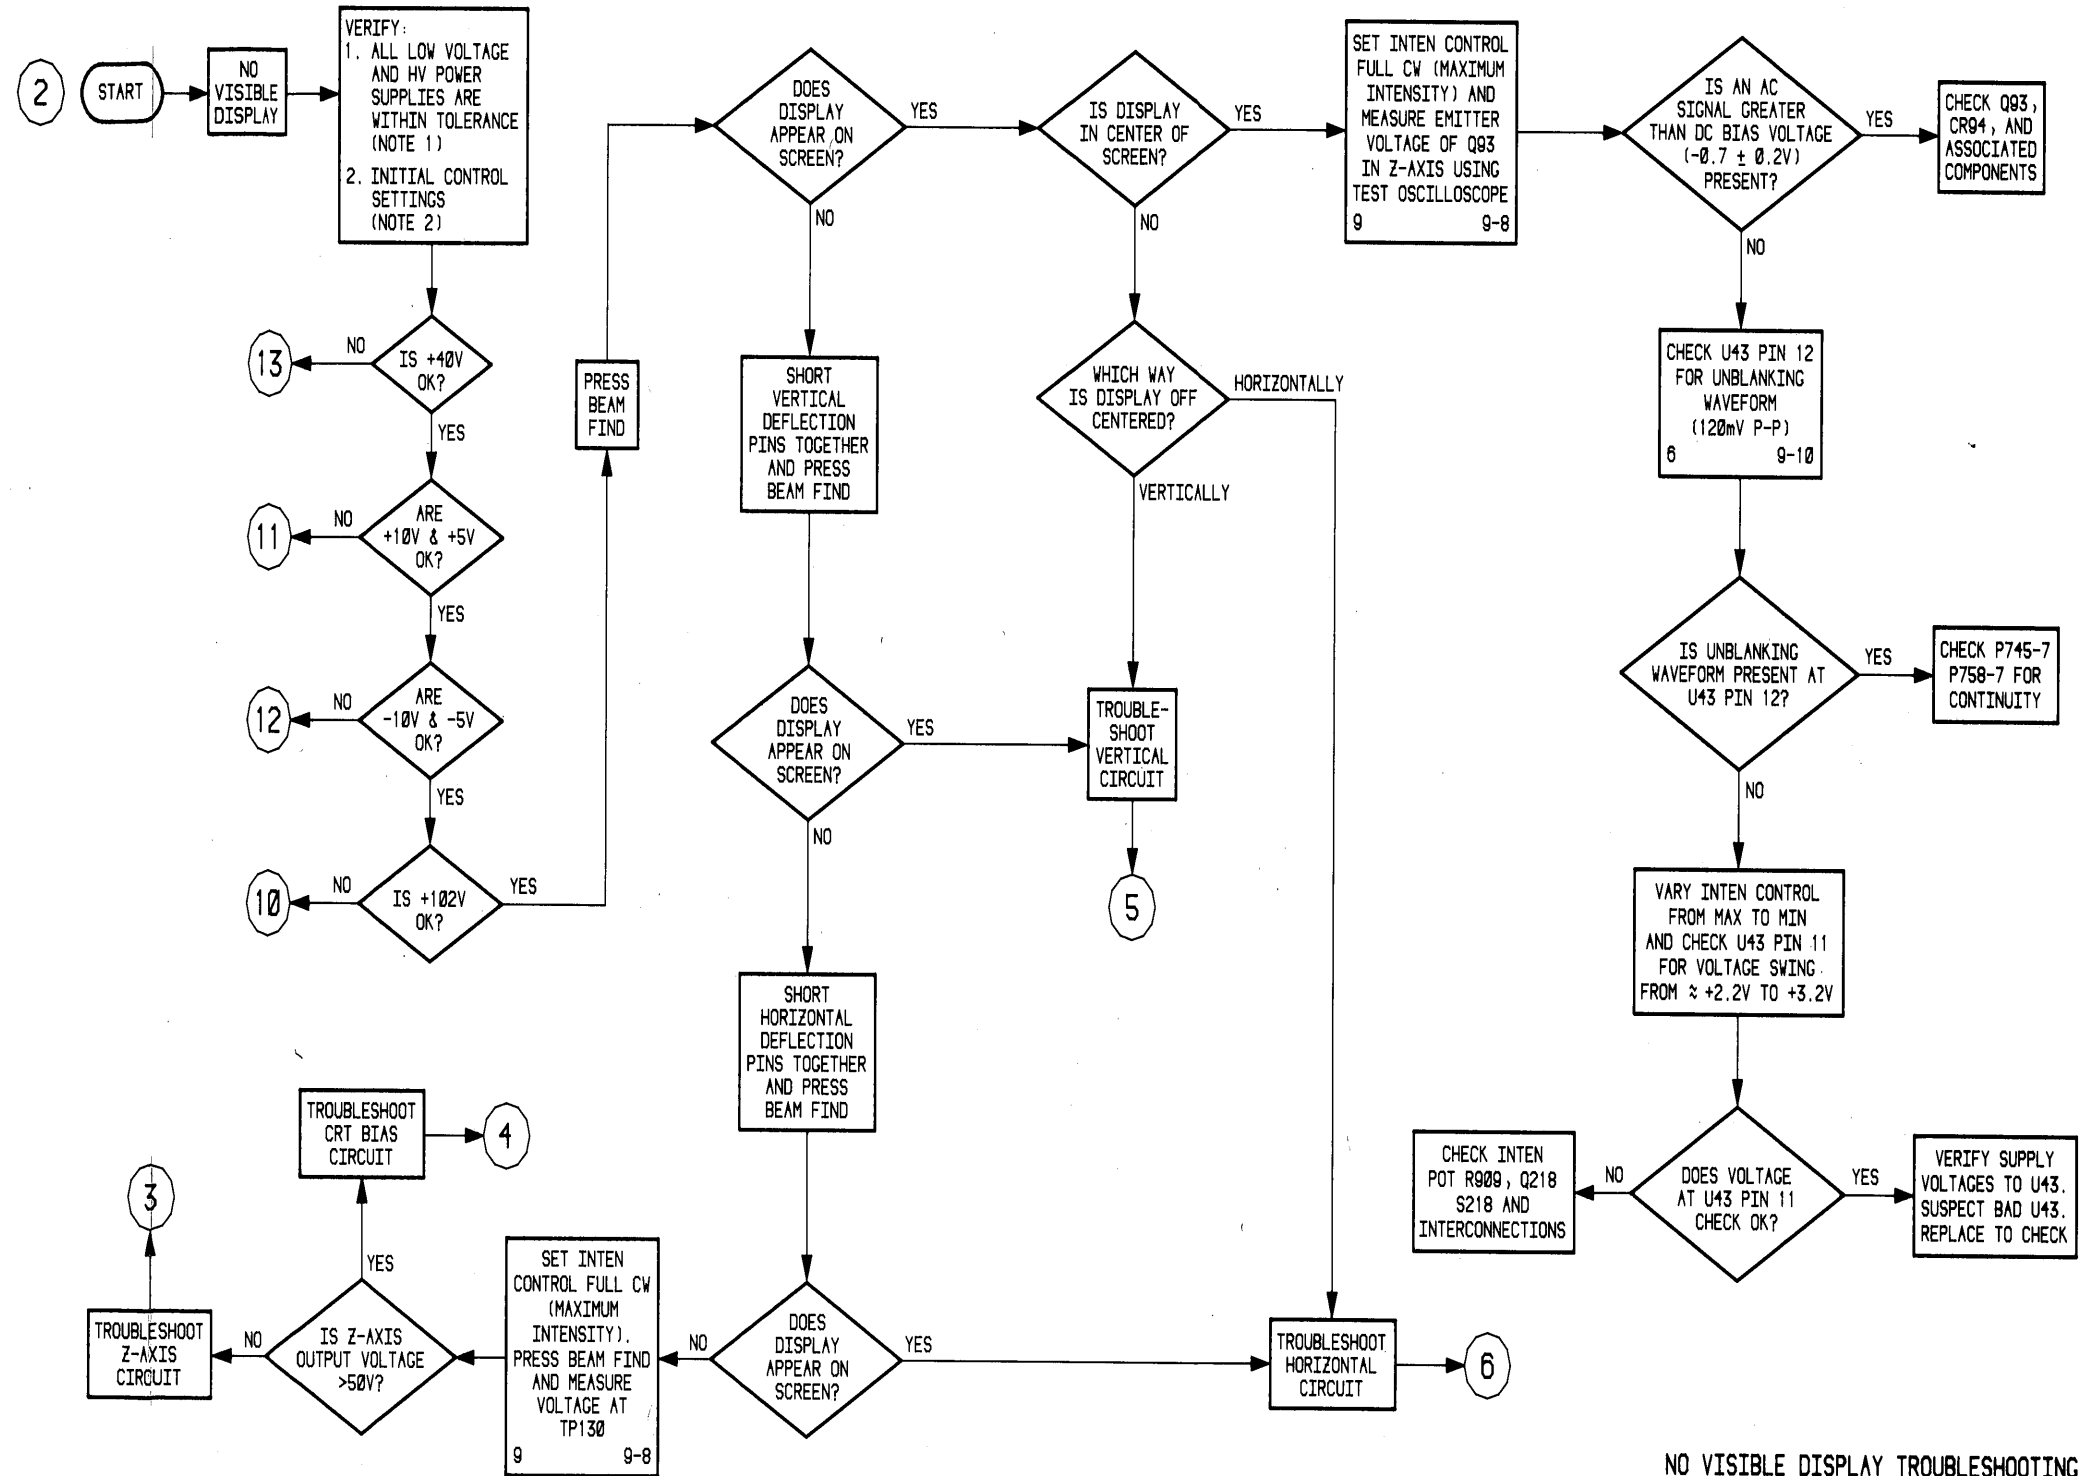 2
START
NO
VISIBLE
DISPLAY
VERIFY:
1. ALL LOW VOLTAGE
AND HV POWER
SUPPLIES ARE
WITHIN TOLERANCE
(NOTE 1)
2. INITIAL CONTROL
SETTINGS
(NOTE 2)
IS +40V
OK?
NO
13
YES
ARE
+10V & +5V
OK?
NO
11
YES
ARE
-10V & -5V
OK?
NO
12
YES
IS +102V
OK?
NO
10
YES
PRESS
BEAM
FIND
DOES
DISPLAY
APPEAR ON
SCREEN?
YES
NO
SHORT
VERTICAL
DEFLECTION
PINS TOGETHER
AND PRESS
BEAM FIND
DOES
DISPLAY
APPEAR ON
SCREEN?
YES
NO
SHORT
HORIZONTAL
DEFLECTION
PINS TOGETHER
AND PRESS
BEAM FIND
DOES
DISPLAY
APPEAR ON
SCREEN?
YES
NO
SET INTEN
CONTROL FULL CW
(MAXIMUM
INTENSITY).
PRESS BEAM FIND
AND MEASURE
VOLTAGE AT
TP130
9 9-8
IS Z-AXIS
OUTPUT VOLTAGE
>50V?
YES
TROUBLESHOOT
CRT BIAS
CIRCUIT
4
NO
TROUBLESHOOT
Z-AXIS
CIRCUIT
3
IS DISPLAY
IN CENTER OF
SCREEN?
YES
NO
WHICH WAY
IS DISPLAY OFF
CENTERED?
HORIZONTALLY
VERTICALLY
TROUBLE-
SHOOT
VERTICAL
CIRCUIT
5
TROUBLESHOOT
HORIZONTAL
CIRCUIT
6
SET INTEN CONTROL
FULL CW (MAXIMUM
INTENSITY) AND
MEASURE EMITTER
VOLTAGE OF Q93
IN Z-AXIS USING
TEST OSCILLOSCOPE
9 9-8
IS AN AC
SIGNAL GREATER
THAN DC BIAS VOLTAGE
(-0.7 ± 0.2V)
PRESENT?
YES
CHECK Q93,
CR94, AND
ASSOCIATED
COMPONENTS
NO
CHECK U43 PIN 12
FOR UNBLANKING
WAVEFORM
(120mV P-P)
6 9-10
IS UNBLANKING
WAVEFORM PRESENT AT
U43 PIN 12?
YES
CHECK P745-7
P758-7 FOR
CONTINUITY
NO
VARY INTEN CONTROL
FROM MAX TO MIN
AND CHECK U43 PIN 11
FOR VOLTAGE SWING
FROM ≈ +2.2V TO +3.2V
DOES VOLTAGE
AT U43 PIN 11
CHECK OK?
NO
CHECK INTEN
POT R909, Q218
S218 AND
INTERCONNECTIONS
YES
VERIFY SUPPLY
VOLTAGES TO U43.
SUSPECT BAD U43.
REPLACE TO CHECK
NO VISIBLE DISPLAY TROUBLESHOOTING